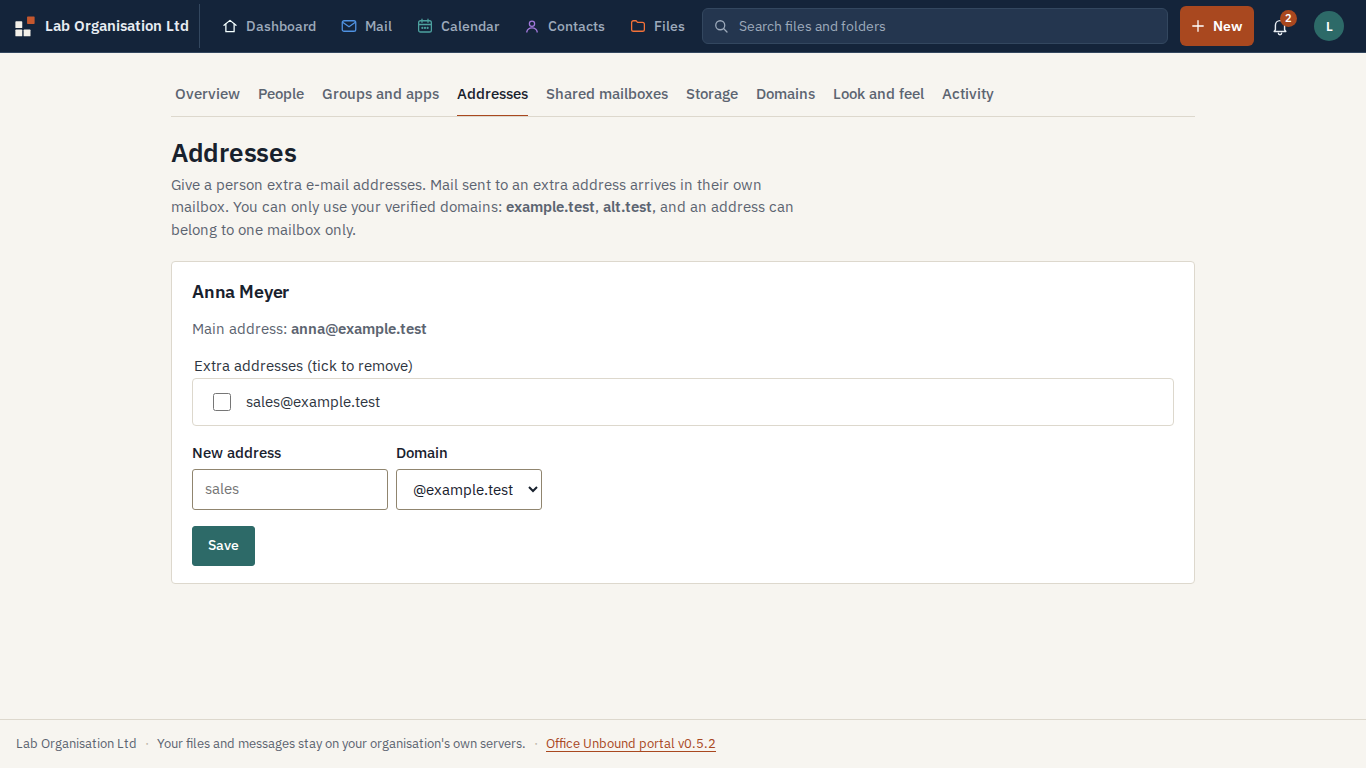 Lab Organisation Ltd
Dashboard
Mail
Calendar
Contacts
Files
Search files and folders
New
2
L
Overview
People
Groups and apps
Addresses
Shared mailboxes
Storage
Domains
Look and feel
Activity
Addresses
Give a person extra e-mail addresses. Mail sent to an extra address arrives in their own
mailbox. You can only use your verified domains: example.test, alt.test, and an address can
belong to one mailbox only.
Anna Meyer
Main address: anna@example.test
Extra addresses (tick to remove)
sales@example.test
New address
Domain
sales
@example.test
Save
Lab Organisation Ltd · Your files and messages stay on your organisation's own servers. · Office Unbound portal v0.5.2